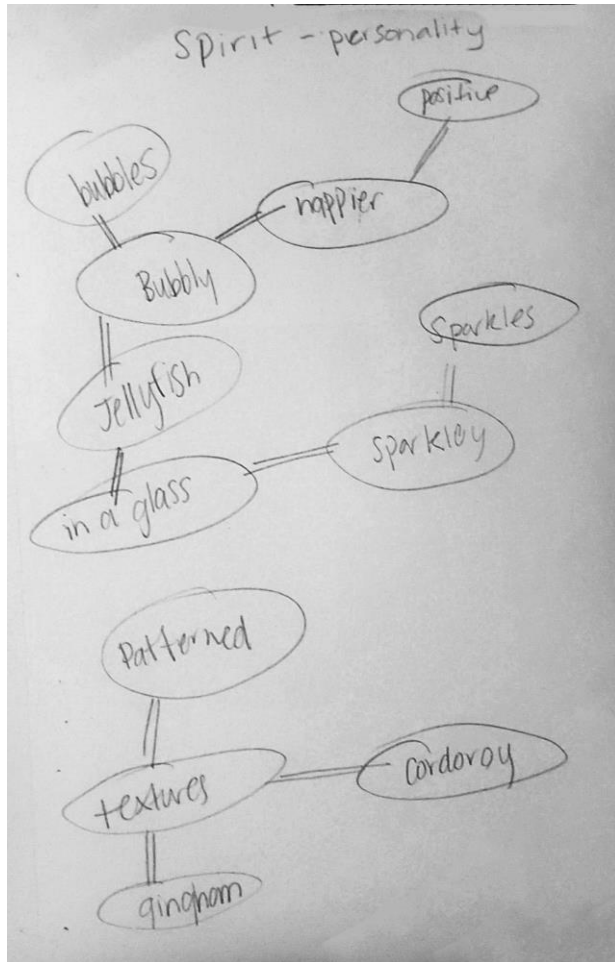 Spirit - personality
positive
bubbles
happier
Bubbly
Sparkles
Jellyfish
Sparkley
in a glass
Patterned
textures
cordoroy
gingham